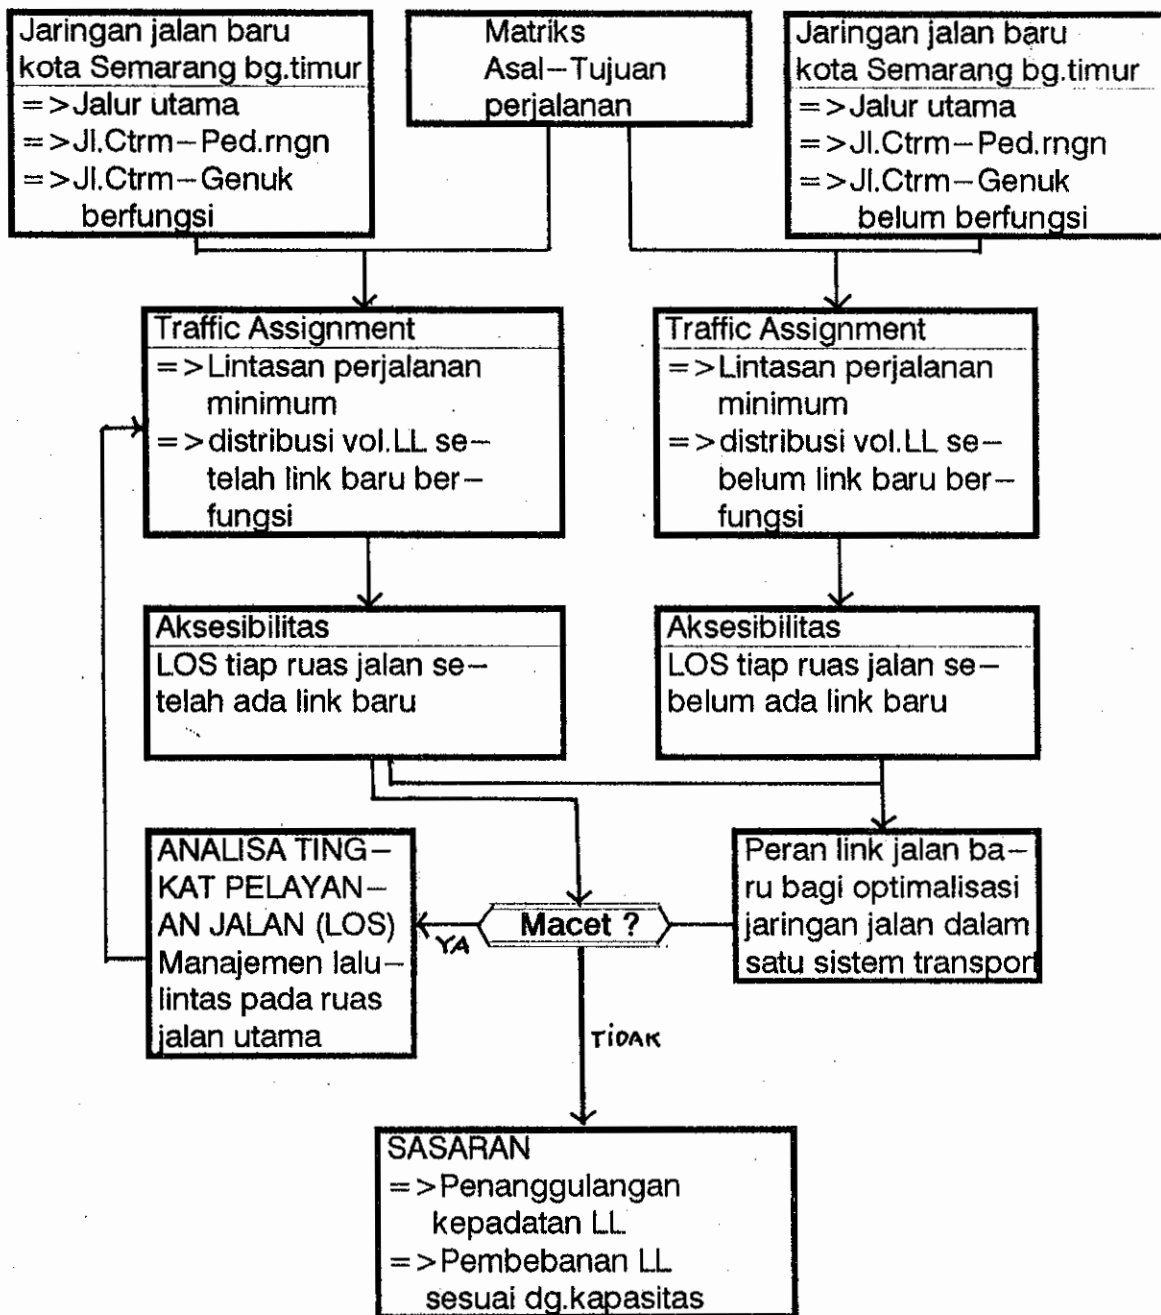 Jaringan jalan baru
kota Semarang bg.timur
=>Jalur utama
=>Jl.Ctrm-Ped.rngn
=>Jl.Ctrm-Genuk
berfungsi
Matriks
Asal-Tujuan
perjalanan
Jaringan jalan baru
kota Semarang bg.timur
=>Jalur utama
=>Jl.Ctrm-Ped.rngn
=>Jl.Ctrm-Genuk
belum berfungsi
Traffic Assignment
=>Lintasan perjalanan
minimum
=>distribusi vol.LL se-
telah link baru ber-
fungsi
Traffic Assignment
=>Lintasan perjalanan
minimum
=>distribusi vol.LL se-
belum link baru ber-
fungsi
Aksesibilitas
LOS tiap ruas jalan se-
telah ada link baru
Aksesibilitas
LOS tiap ruas jalan se-
belum ada link baru
ANALISA TING-
KAT PELAYAN-
AN JALAN (LOS)
Manajemen lalu-
lintas pada ruas
jalan utama
YA
Macet ?
Peran link jalan ba-
ru bagi optimalisasi
jaringan jalan dalam
satu sistem transport
TIDAK
SASARAN
=>Penanggulangan
kepadatan LL
=>Pembebanan LL
sesuai dg.kapasitas